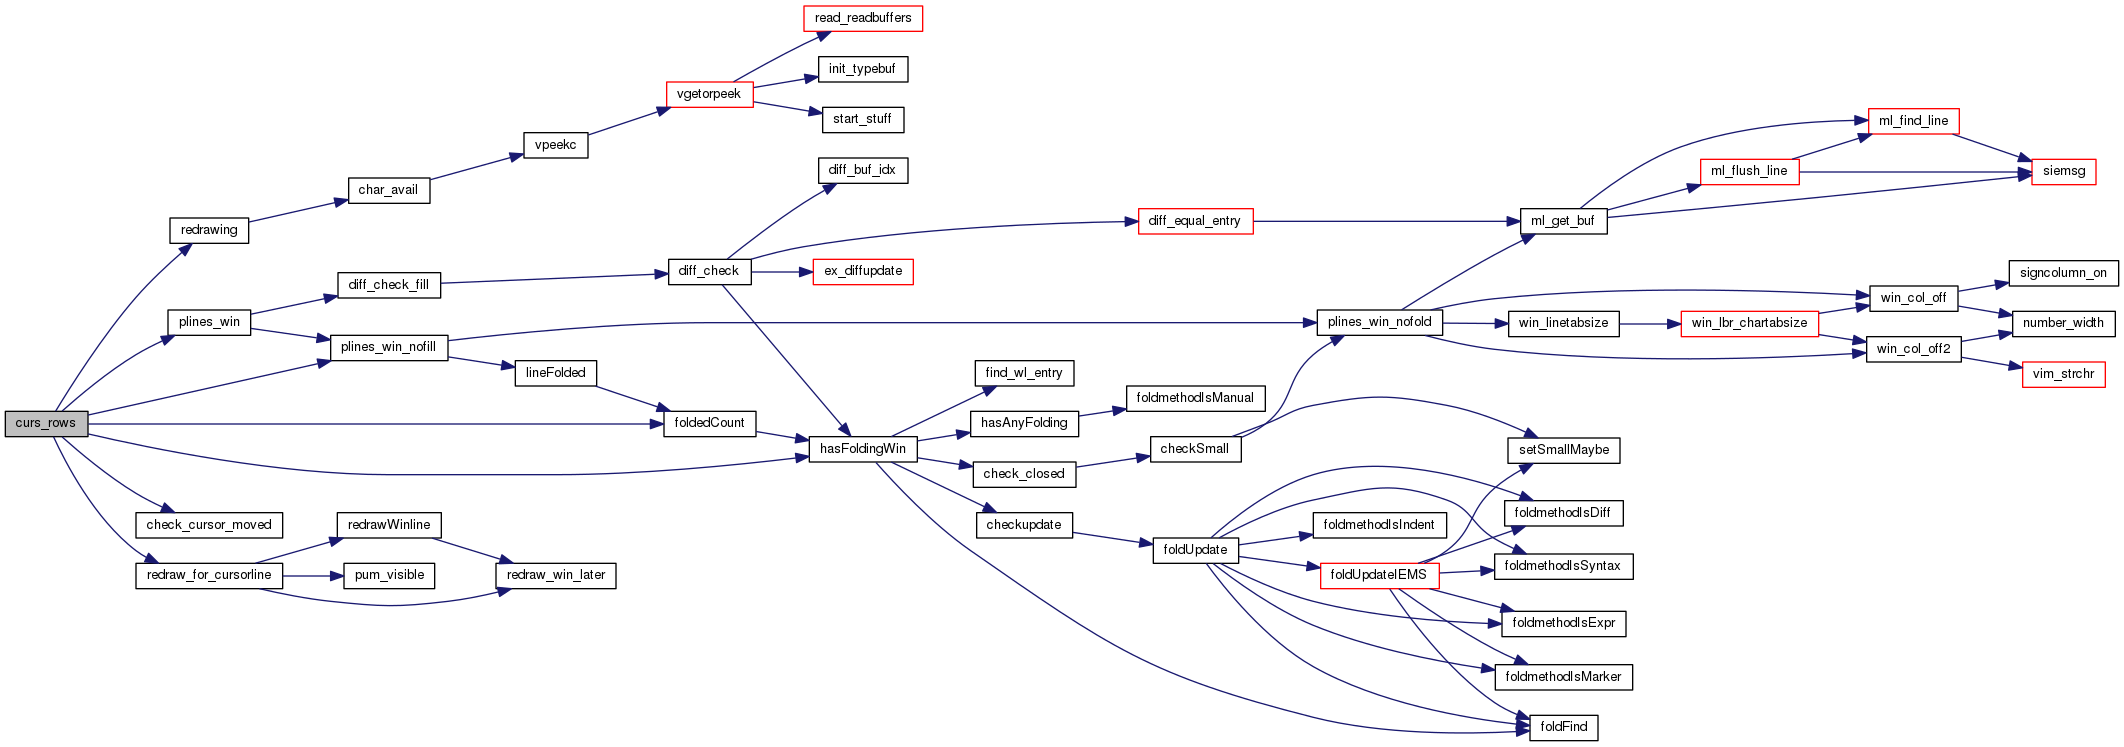 curs_rows
redrawing
plines_win
check_cursor_moved
redraw_for_cursorline
char_avail
diff_check_fill
plines_win_nofill
redrawWinline
pum_visible
vpeekc
lineFolded
redraw_win_later
vgetorpeek
diff_check
foldedCount
read_readbuffers
init_typebuf
start_stuff
diff_buf_idx
ex_diffupdate
hasFoldingWin
find_wl_entry
hasAnyFolding
check_closed
checkupdate
diff_equal_entry
foldmethodIsManual
checkSmall
foldUpdate
plines_win_nofold
foldmethodIsIndent
foldUpdateIEMS
ml_get_buf
win_linetabsize
setSmallMaybe
foldmethodIsDiff
foldmethodIsSyntax
foldmethodIsExpr
foldmethodIsMarker
foldFind
ml_flush_line
win_lbr_chartabsize
ml_find_line
win_col_off
win_col_off2
siemsg
signcolumn_on
number_width
vim_strchr